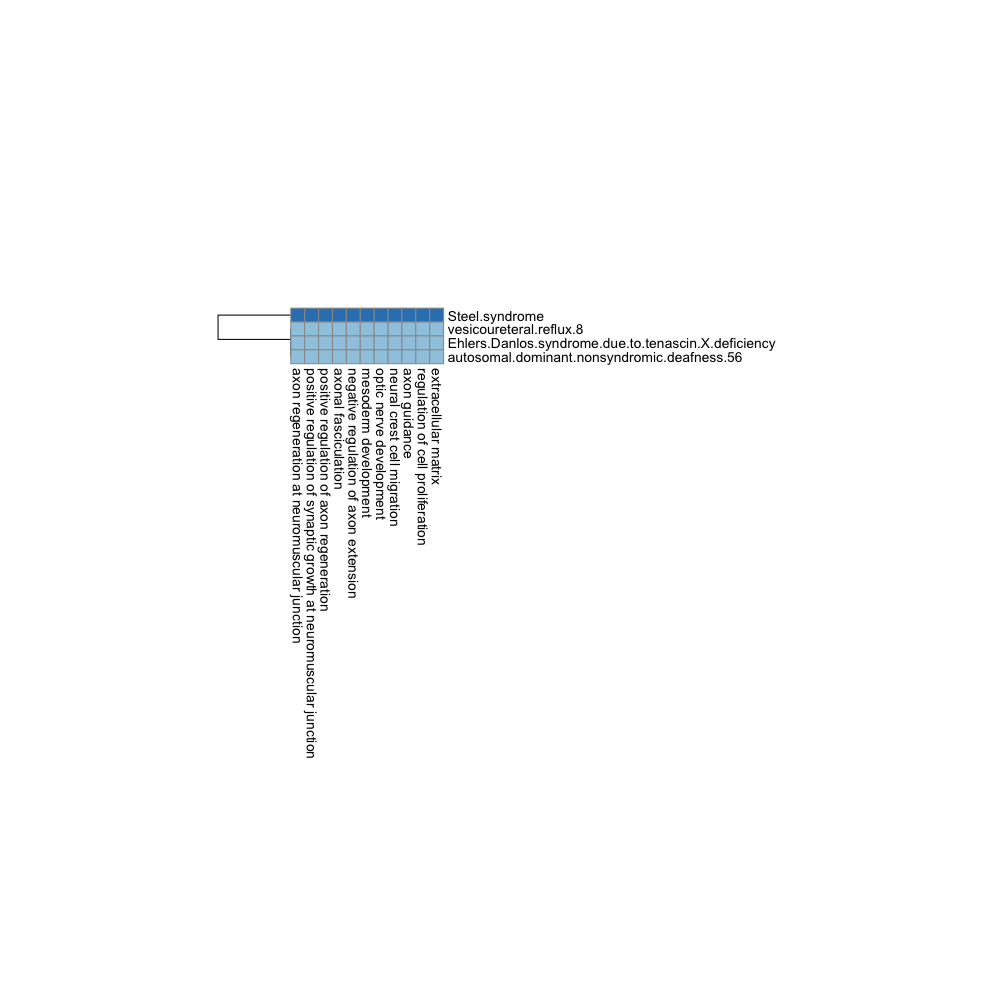 Steel.syndrome
vesicoureteral.reflux.8
Ehlers.Danlos.syndrome.due.to.tenascin.X.deficiency
autosomal.dominant.nonsyndromic.deafness.56
axon regeneration at neuromuscular junction
positive regulation of synaptic growth at neuromuscular junction
positive regulation of axon regeneration
axonal fasciculation
negative regulation of axon extension
mesoderm development
optic nerve development
neural crest cell migration
axon guidance
regulation of cell proliferation
extracellular matrix